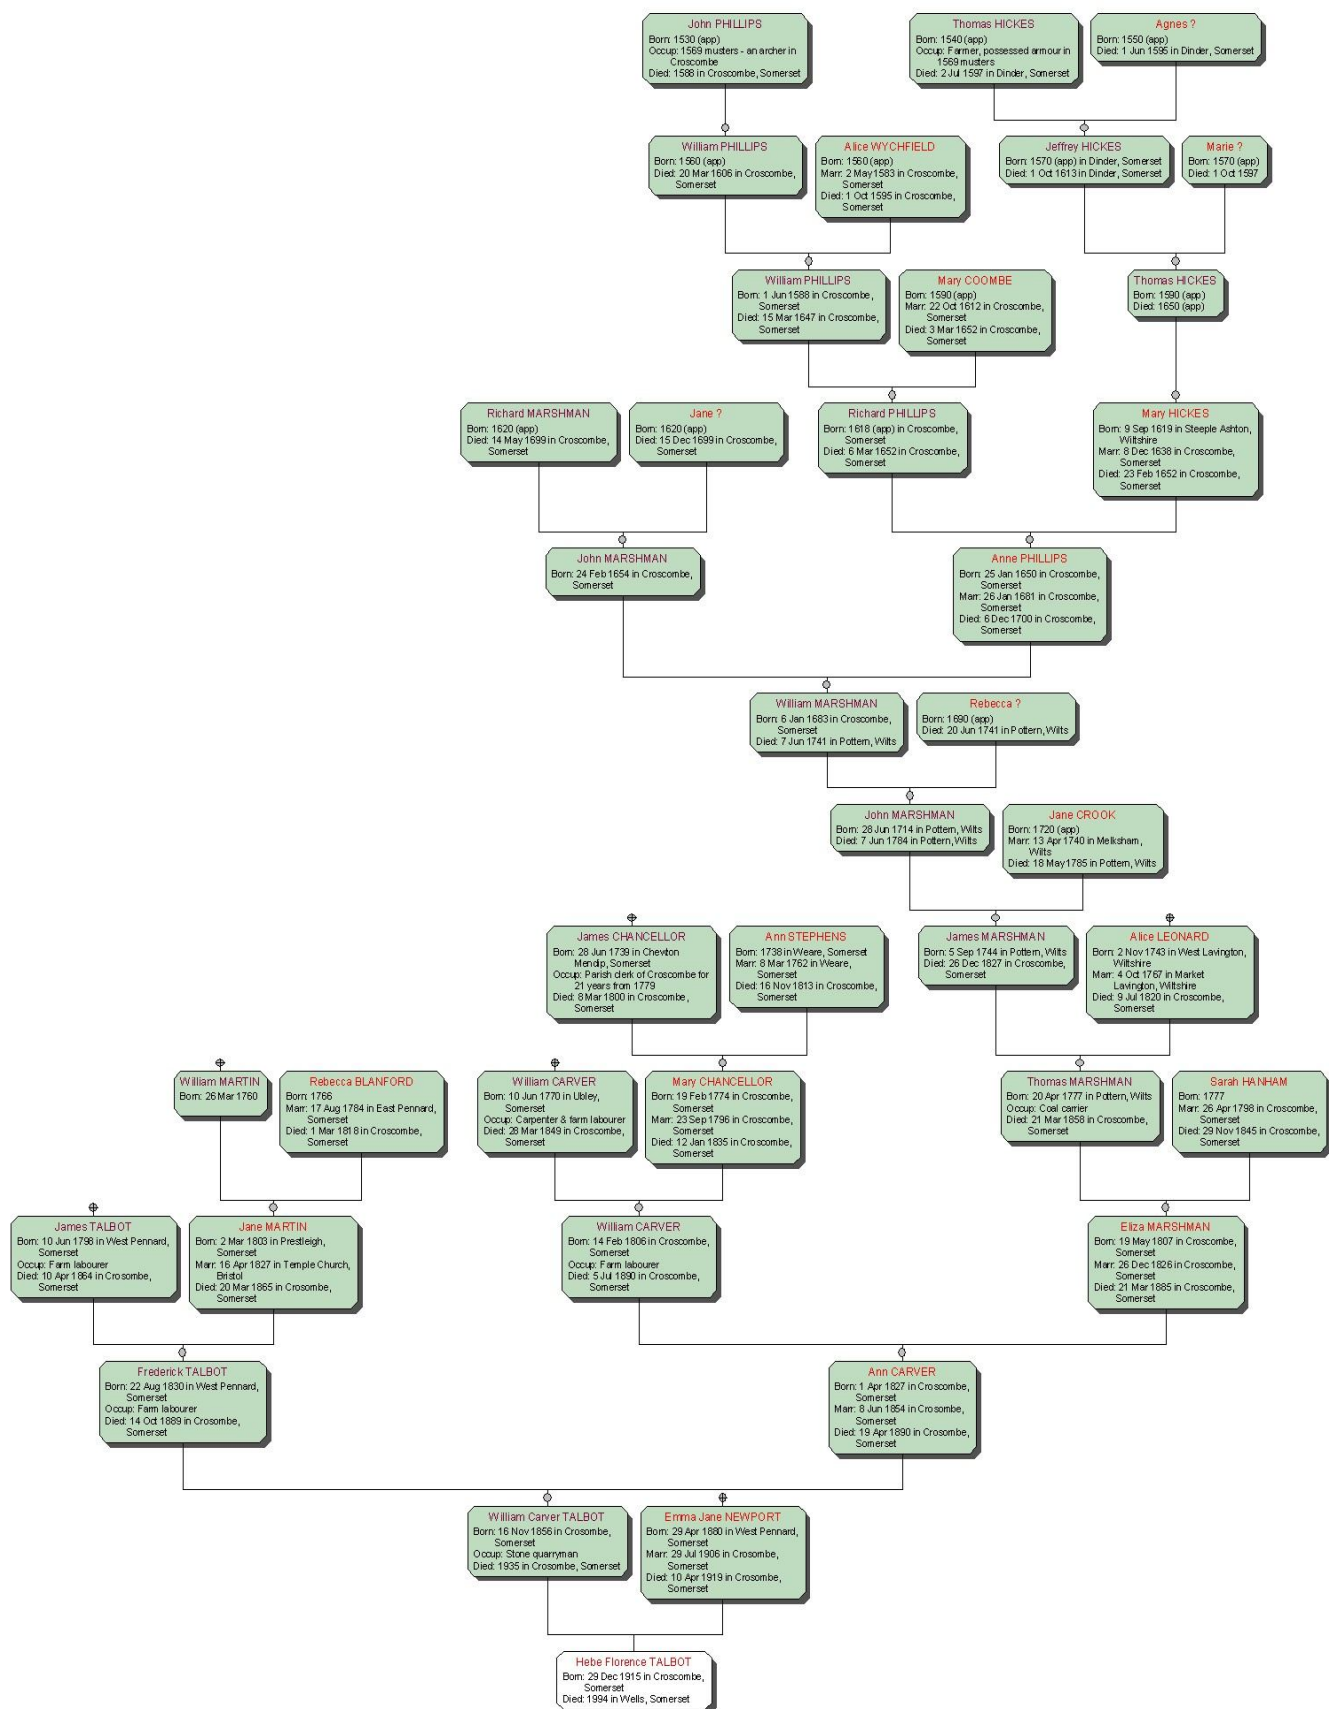 John PHILLIPS
Born: 1530 (app)
Occup: 1569 musters - an archer in
Croscombe
Died: 1588 in Croscombe, Somerset
Thomas HICKES
Born: 1540 (app)
Occup: Farmer, possessed armour in
1569 musters
Died: 2 Jul 1597 in Dinder, Somerset
Agnes ?
Born: 1550 (app)
Died: 1 Jun 1595 in Dinder, Somerset
William PHILLIPS
Born: 1560 (app)
Died: 20 Mar 1606 in Croscombe,
Somerset
Alice WYCHFIELD
Born: 1560 (app)
Marr: 2 May 1583 in Croscombe,
Somerset
Died: 1 Oct 1595 in Croscombe,
Somerset
Jeffrey HICKES
Born: 1570 (app) in Dinder, Somerset
Died: 1 Oct 1613 in Dinder, Somerset
Marie ?
Born: 1570 (app)
Died: 1 Oct 1597
William PHILLIPS
Born: 1 Jun 1588 in Croscombe,
Somerset
Died: 15 Mar 1647 in Croscombe,
Somerset
Mary COOMBE
Born: 1590 (app)
Marr: 22 Oct 1612 in Croscombe,
Somerset
Died: 3 Mar 1652 in Croscombe,
Somerset
Thomas HICKES
Born: 1590 (app)
Died: 1650 (app)
Richard MARSHMAN
Born: 1620 (app)
Died: 14 May 1699 in Croscombe,
Somerset
Jane ?
Born: 1620 (app)
Died: 15 Dec 1699 in Croscombe,
Somerset
Richard PHILLIPS
Born: 1618 (app) in Croscombe,
Somerset
Died: 6 Mar 1652 in Croscombe,
Somerset
Mary HICKES
Born: 9 Sep 1619 in Steeple Ashton,
Wiltshire
Marr: 8 Dec 1638 in Croscombe,
Somerset
Died: 23 Feb 1652 in Croscombe,
Somerset
John MARSHMAN
Born: 24 Feb 1654 in Croscombe,
Somerset
Anne PHILLIPS
Born: 25 Jan 1650 in Croscombe,
Somerset
Marr: 26 Jan 1681 in Croscombe,
Somerset
Died: 6 Dec 1700 in Croscombe,
Somerset
William MARSHMAN
Born: 6 Jan 1683 in Croscombe,
Somerset
Died: 7 Jun 1741 in Pottern, Wilts
Rebecca ?
Born: 1690 (app)
Died: 20 Jun 1741 in Pottern, Wilts
John MARSHMAN
Born: 28 Jun 1714 in Pottern, Wilts
Died: 7 Jun 1784 in Pottern, Wilts
Jane CROOK
Born: 1720 (app)
Marr: 13 Apr 1740 in Melksham,
Wilts
Died: 18 May 1785 in Pottern, Wilts
James CHANCELLOR
Born: 28 Jun 1739 in Chewton
Mendip, Somerset
Occup: Parish clerk of Croscombe for
21 years from 1779
Died: 8 Mar 1800 in Croscombe,
Somerset
Ann STEPHENS
Born: 1738 in Weare, Somerset
Marr: 8 Mar 1762 in Weare,
Somerset
Died: 16 Nov 1813 in Croscombe,
Somerset
James MARSHMAN
Born: 5 Sep 1744 in Pottern, Wilts
Died: 26 Dec 1827 in Croscombe,
Somerset
Alice LEONARD
Born: 2 Nov 1743 in West Lavington,
Wiltshire
Marr: 4 Oct 1767 in Market
Lavington, Wiltshire
Died: 9 Jul 1820 in Croscombe,
Somerset
William MARTIN
Born: 26 Mar 1760
Rebecca BLANFORD
Born: 1766
Marr: 17 Aug 1784 in East Pennard,
Somerset
Died: 1 Mar 1818 in Croscombe,
Somerset
William CARVER
Born: 10 Jun 1770 in Ubley,
Somerset
Occup: Carpenter & farm labourer
Died: 28 Mar 1849 in Croscombe,
Somerset
Mary CHANCELLOR
Born: 19 Feb 1774 in Croscombe,
Somerset
Marr: 23 Sep 1796 in Croscombe,
Somerset
Died: 12 Jan 1835 in Croscombe,
Somerset
Thomas MARSHMAN
Born: 20 Apr 1777 in Pottern, Wilts
Occup: Coal carrier
Died: 21 Mar 1858 in Croscombe,
Somerset
Sarah HANHAM
Born: 1777
Marr: 26 Apr 1798 in Croscombe,
Somerset
Died: 29 Nov 1845 in Croscombe,
Somerset
James TALBOT
Born: 10 Jun 1798 in West Pennard,
Somerset
Occup: Farm labourer
Died: 10 Apr 1864 in Crosombe,
Somerset
Jane MARTIN
Born: 2 Mar 1803 in Prestleigh,
Somerset
Marr: 16 Apr 1827 in Temple Church,
Bristol
Died: 20 Mar 1865 in Crosombe,
Somerset
William CARVER
Born: 14 Feb 1806 in Croscombe,
Somerset
Occup: Farm labourer
Died: 5 Jul 1890 in Croscombe,
Somerset
Eliza MARSHMAN
Born: 19 May 1807 in Croscombe,
Somerset
Marr: 26 Dec 1826 in Croscombe,
Somerset
Died: 21 Mar 1885 in Croscombe,
Somerset
Frederick TALBOT
Born: 22 Aug 1830 in West Pennard,
Somerset
Occup: Farm labourer
Died: 14 Oct 1889 in Crosombe,
Somerset
Ann CARVER
Born: 1 Apr 1827 in Croscombe,
Somerset
Marr: 8 Jun 1854 in Croscombe,
Somerset
Died: 19 Apr 1890 in Croscombe,
Somerset
William Carver TALBOT
Born: 16 Nov 1856 in Crosombe,
Somerset
Occup: Stone quarryman
Died: 1935 in Crosombe, Somerset
Emma Jane NEWPORT
Born: 29 Apr 1880 in West Pennard,
Somerset
Marr: 29 Jul 1906 in Crosombe,
Somerset
Died: 10 Apr 1919 in Crosombe,
Somerset
Hebe Florence TALBOT
Born: 29 Dec 1915 in Croscombe,
Somerset
Died: 1994 in Wells, Somerset